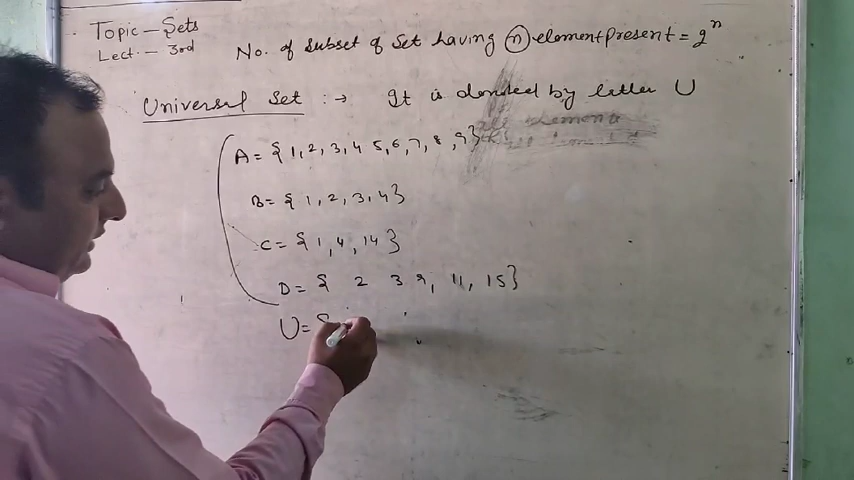 Topic - Sets
Lect. - 3rd
No. of subset of set having n element present = 2^n
Universal Set :→ It is denoted by letter U
A = { 1, 2, 3, 4 5, 6, 7, 8, 9 }
B = { 1, 2, 3, 4 }
C = { 1, 4, 14 }
D = { 2 3 9, 11, 15 }
U = {